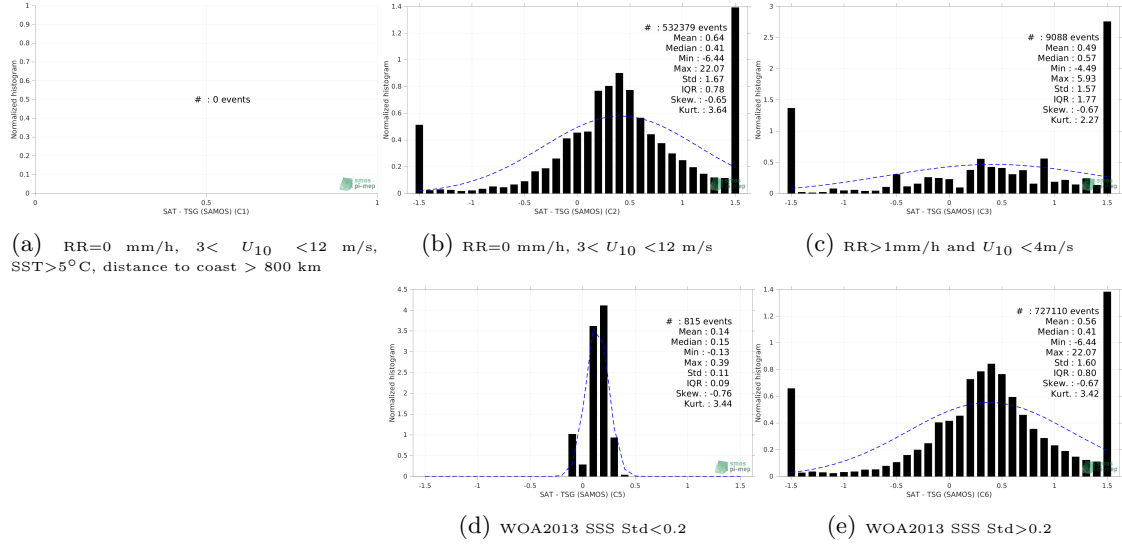 1
0.9
0.8
0.7
0.6
0.5
0.4
0.3
0.2
0.1
0
0 0.5 1
Normalized histogram
# : 0 events
smos
pi-mep
SAT - TSG (SAMOS) (C1)
(a) RR=0 mm/h, 3< U10 <12 m/s,
SST>5°C, distance to coast > 800 km
1.4
1.2
1
0.8
0.6
0.4
0.2
0
-1.5 -1 -0.5 0 0.5 1 1.5
Normalized histogram
# : 532379 events
Mean : 0.64
Median : 0.41
Min : -6.44
Max : 22.07
Std : 1.67
IQR : 0.78
Skew. : -0.65
Kurt. : 3.64
smos
pi-mep
SAT - TSG (SAMOS) (C2)
(b) RR=0 mm/h, 3< U10 <12 m/s
3
2.5
2
1.5
1
0.5
0
-1.5 -1 -0.5 0 0.5 1 1.5
Normalized histogram
# : 9088 events
Mean : 0.49
Median : 0.57
Min : -4.49
Max : 5.93
Std : 1.57
IQR : 1.77
Skew. : -0.67
Kurt. : 2.27
smos
pi-mep
SAT - TSG (SAMOS) (C3)
(c) RR>1mm/h and U10 <4m/s
4.5
4
3.5
3
2.5
2
1.5
1
0.5
0
-1.5 -1 -0.5 0 0.5 1 1.5
Normalized histogram
# : 815 events
Mean : 0.14
Median : 0.15
Min : -0.13
Max : 0.39
Std : 0.11
IQR : 0.09
Skew. : -0.76
Kurt. : 3.44
smos
pi-mep
SAT - TSG (SAMOS) (C5)
(d) WOA2013 SSS Std<0.2
1.4
1.2
1
0.8
0.6
0.4
0.2
0
-1.5 -1 -0.5 0 0.5 1 1.5
Normalized histogram
# : 727110 events
Mean : 0.56
Median : 0.41
Min : -6.44
Max : 22.07
Std : 1.60
IQR : 0.80
Skew. : -0.67
Kurt. : 3.42
smos
pi-mep
SAT - TSG (SAMOS) (C6)
(e) WOA2013 SSS Std>0.2